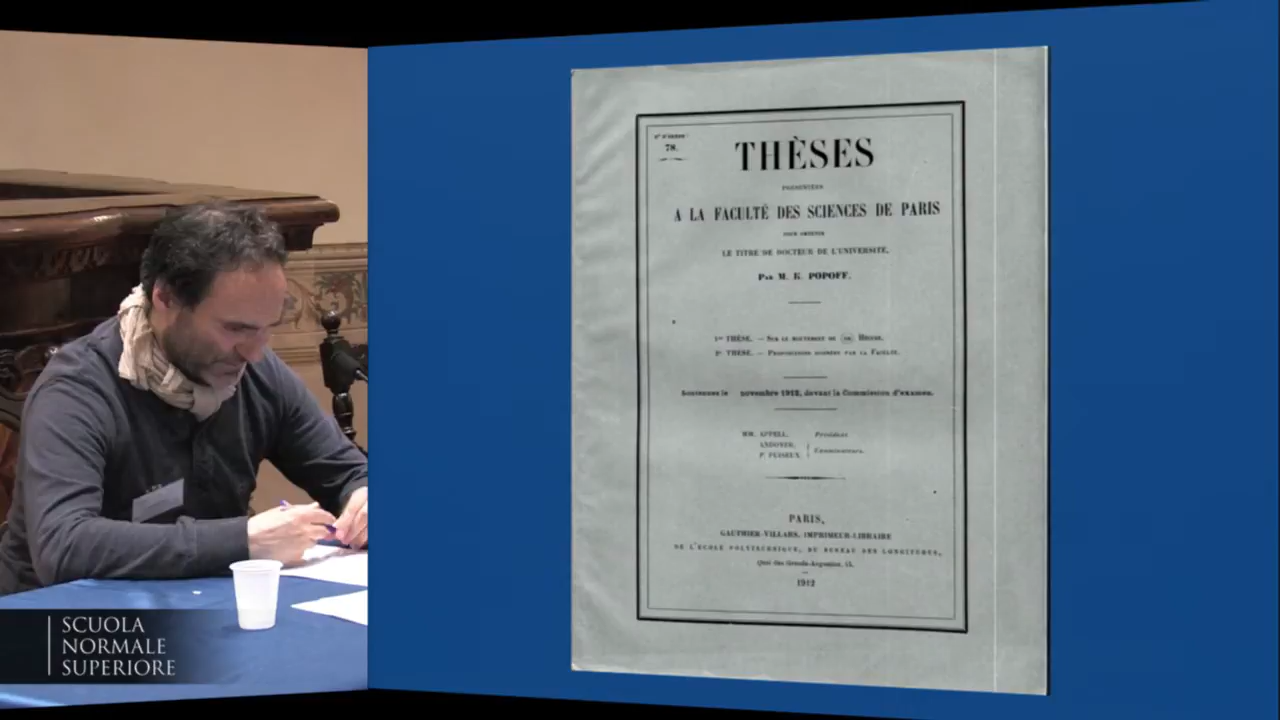 N° D'ORDRE
78.
THÈSES
PRÉSENTÉES
A LA FACULTÉ DES SCIENCES DE PARIS
POUR OBTENIR
LE TITRE DE DOCTEUR DE L'UNIVERSITÉ,
PAR M. K. POPOFF.
1re THÈSE. — SUR LE MOUVEMENT DE 108 HECUBE.
2e THÈSE. — PROPOSITIONS DONNÉES PAR LA FACULTÉ.
Soutenues le novembre 1912, devant la Commission d'examen.
MM. APPELL, Président
ANDOYER,
P. PUISEUX, Examinateurs.
PARIS,
GAUTHIER-VILLARS, IMPRIMEUR-LIBRAIRE
DE L'ÉCOLE POLYTECHNIQUE, DU BUREAU DES LONGITUDES,
Quai des Grands-Augustins, 55.
1912
SCUOLA
NORMALE
SUPERIORE